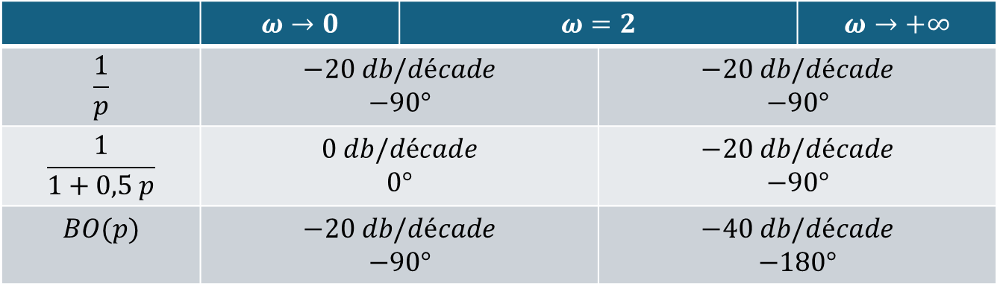 ω → 0 ω = 2 ω → +∞
1/p
−20 db/décade −20 db/décade
−90° −90°
1/(1 + 0,5 p)
0 db/décade −20 db/décade
0° −90°
BO(p) −20 db/décade −40 db/décade
−90° −180°